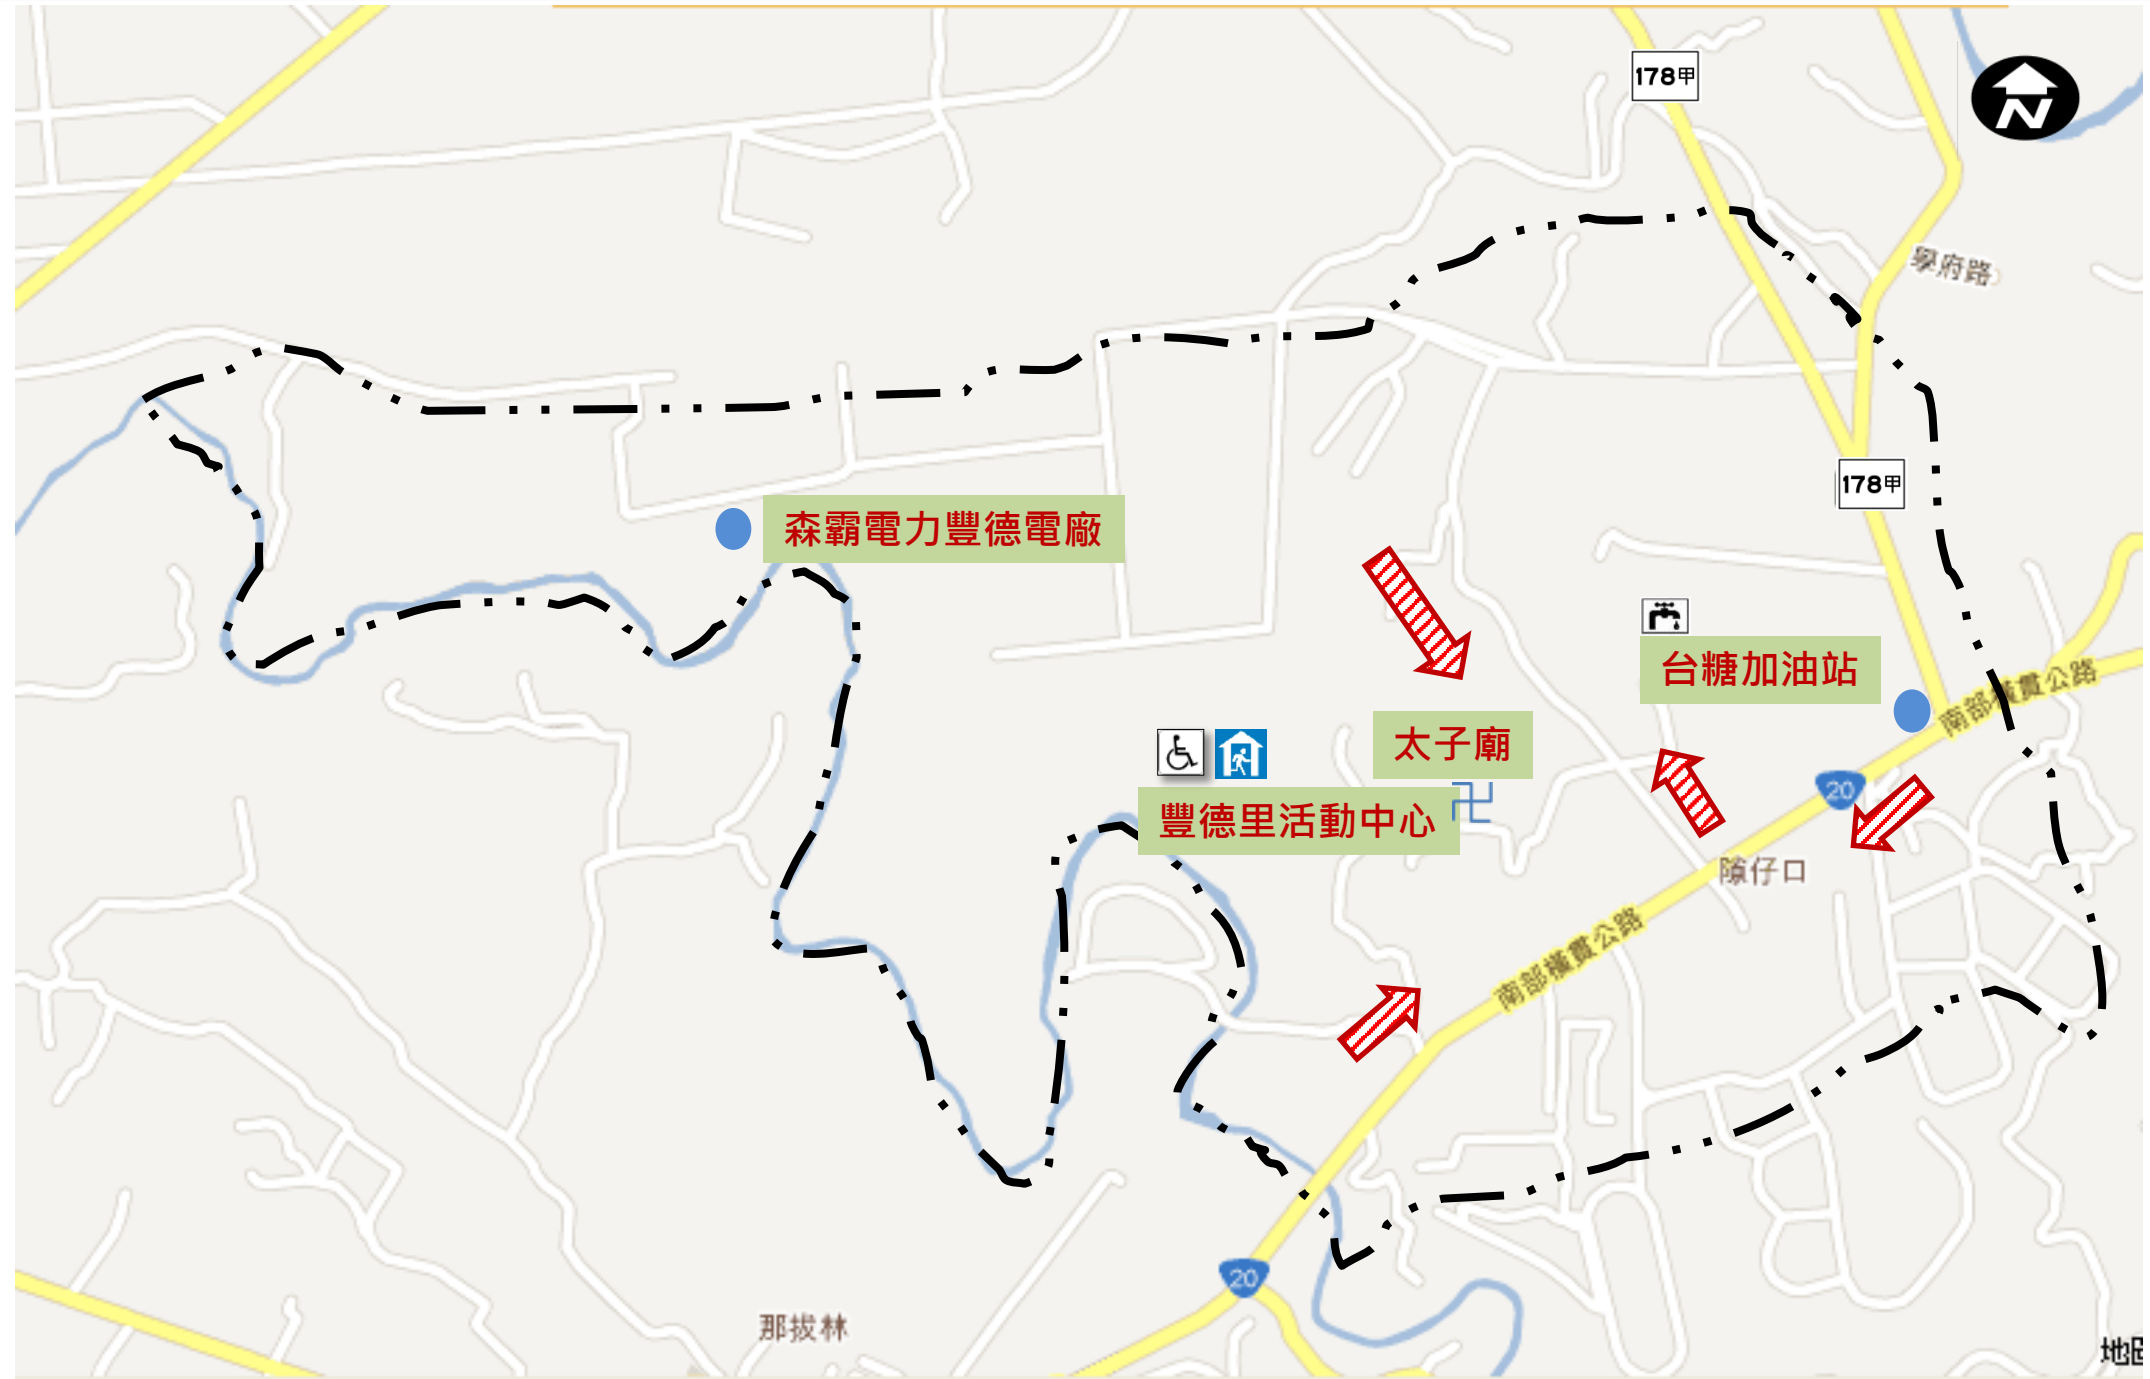 178甲
N
學府路
178甲
森霸電力豐德電廠
台糖加油站
南部橫貫公路
太子廟
20
豐德里活動中心
隙仔口
南部橫貫公路
20
那拔林